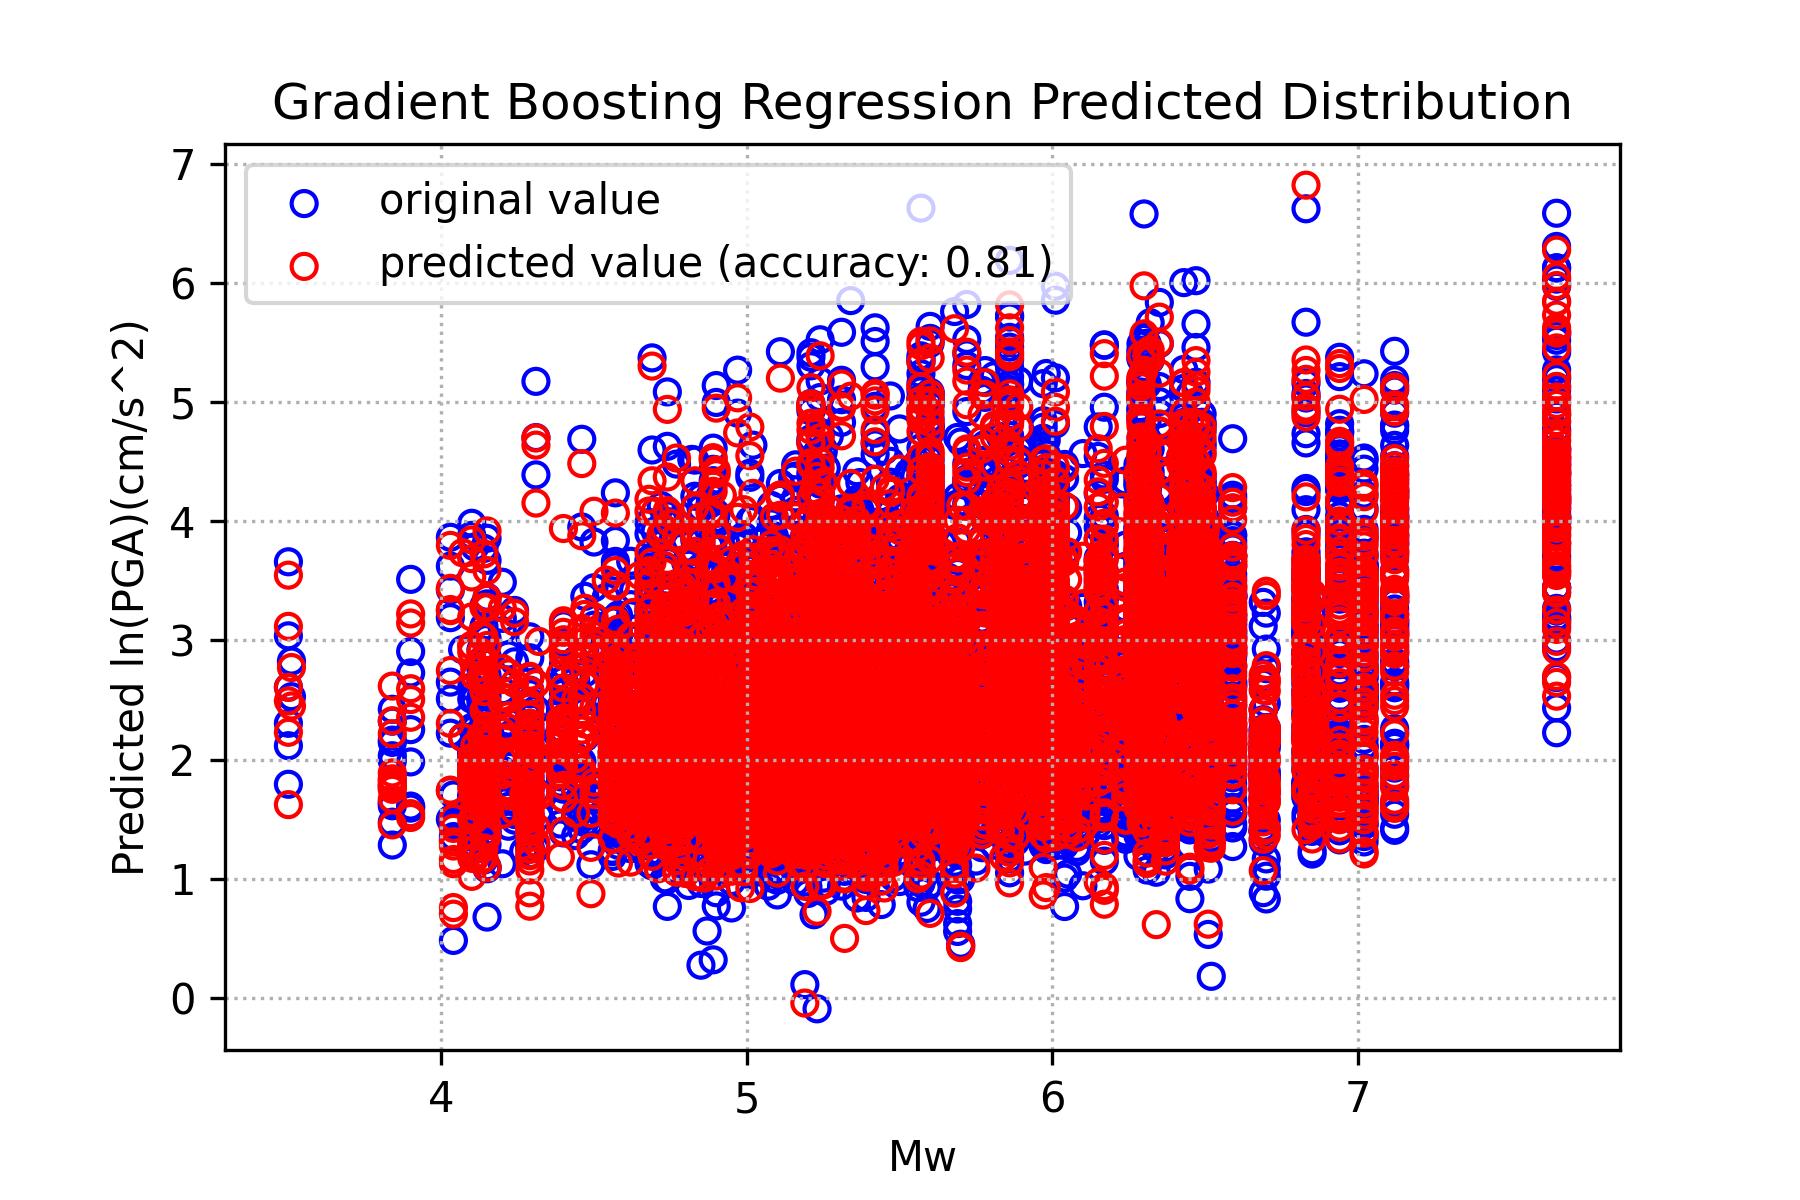 Gradient Boosting Regression Predicted Distribution
original value
predicted value (accuracy: 0.81)
Predicted ln(PGA)(cm/s^2)
7
6
5
4
3
2
1
0
4 5 6 7
Mw